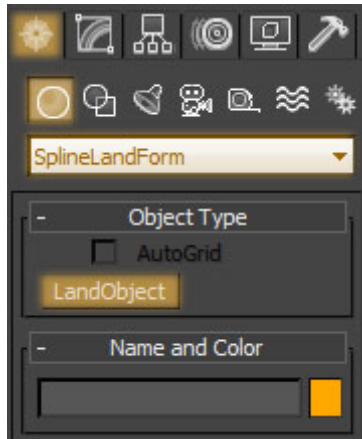 SplineLandForm
- Object Type
AutoGrid
LandObject
- Name and Color